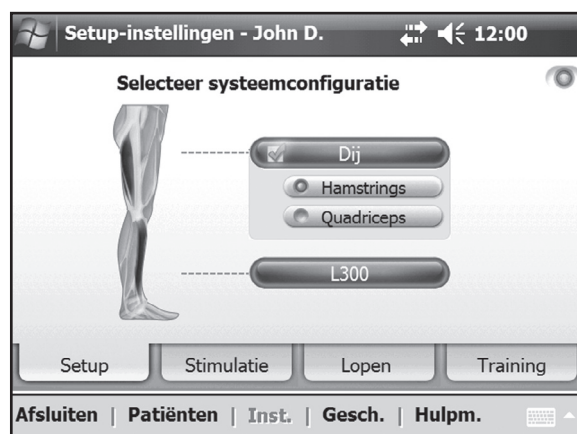 Setup-instellingen - John D. 12:00
Selecteer systeemconfiguratie
Dij
Hamstrings
Quadriceps
L300
Setup Stimulatie Lopen Training
Afsluiten | Patiënten | Inst. | Gesch. | Hulpm.